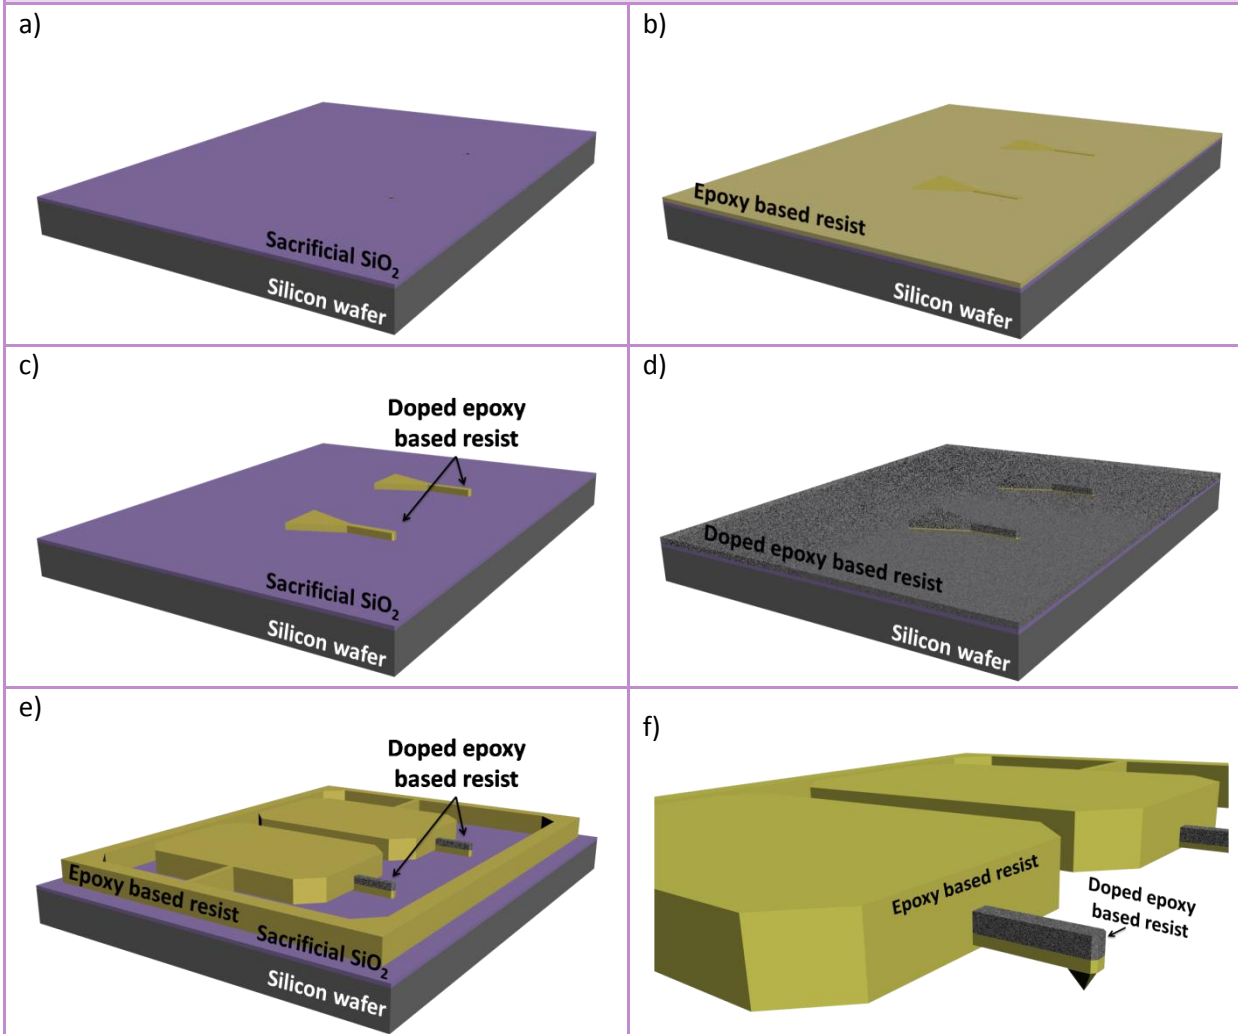 a)
Sacrificial SiO₂
Silicon wafer
b)
Epoxy based resist
Silicon wafer
c)
Doped epoxy
based resist
Sacrificial SiO₂
Silicon wafer
d)
Doped epoxy based resist
Silicon wafer
e)
Doped epoxy
based resist
Epoxy based resist
Sacrificial SiO₂
Silicon wafer
f)
Epoxy based resist
Doped epoxy
based resist